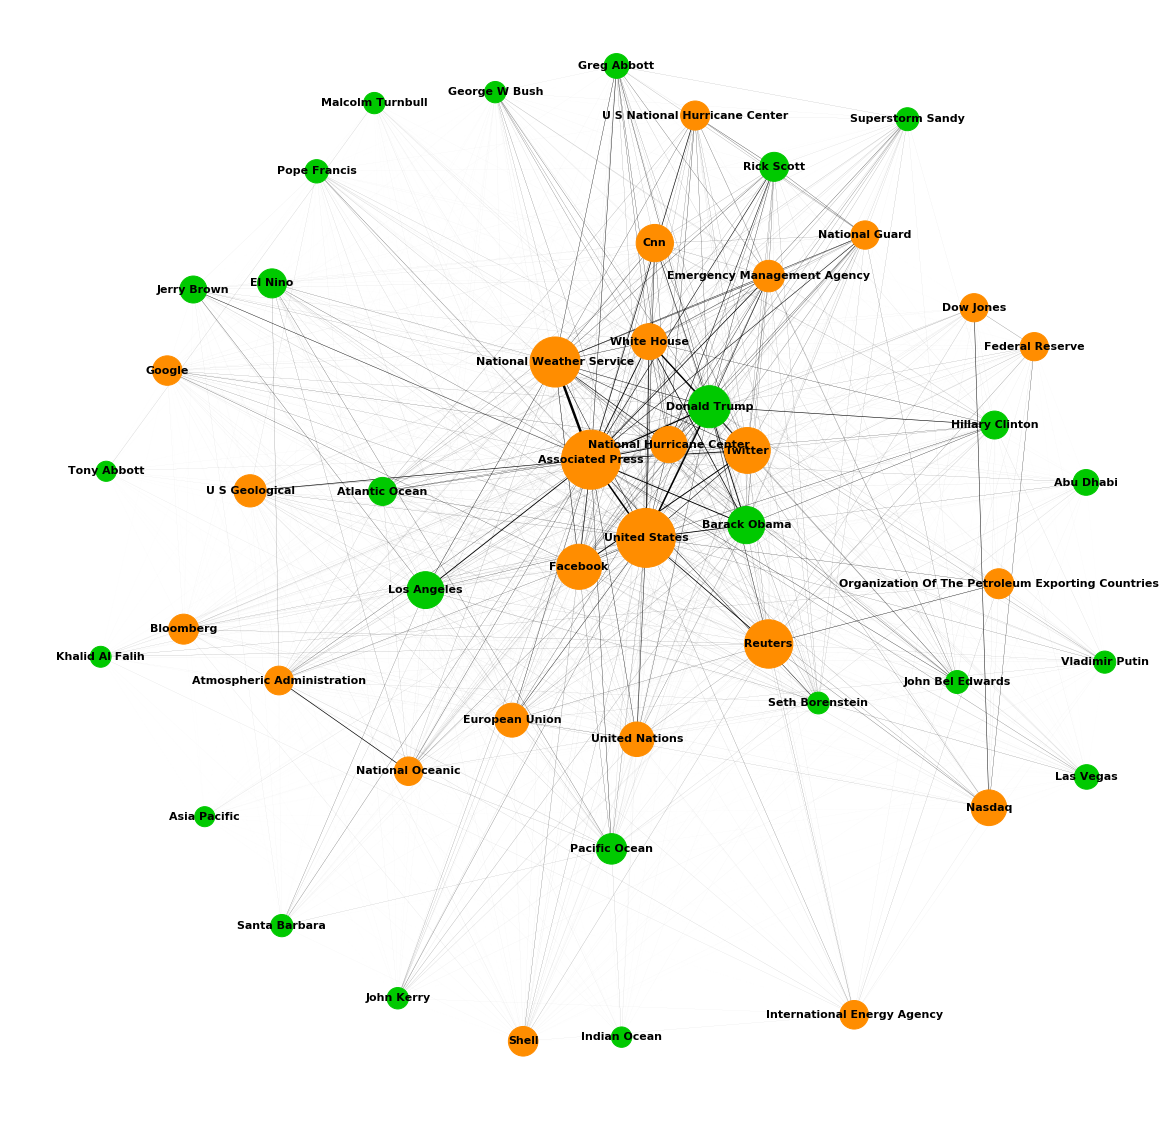 Greg Abbott
George W Bush
Malcolm Turnbull
U S National Hurricane Center
Superstorm Sandy
Rick Scott
Pope Francis
National Guard
Cnn
Emergency Management Agency
El Nino
Jerry Brown
Dow Jones
White House
Federal Reserve
National Weather Service
Google
Donald Trump
Hillary Clinton
National Hurricane Center
Twitter
Associated Press
Tony Abbott
Abu Dhabi
U S Geological
Atlantic Ocean
Barack Obama
United States
Facebook
Organization Of The Petroleum Exporting Countries
Los Angeles
Bloomberg
Reuters
Khalid Al Falih
Vladimir Putin
Atmospheric Administration
John Bel Edwards
Seth Borenstein
European Union
United Nations
National Oceanic
Las Vegas
Nasdaq
Asia Pacific
Pacific Ocean
Santa Barbara
John Kerry
International Energy Agency
Indian Ocean
Shell